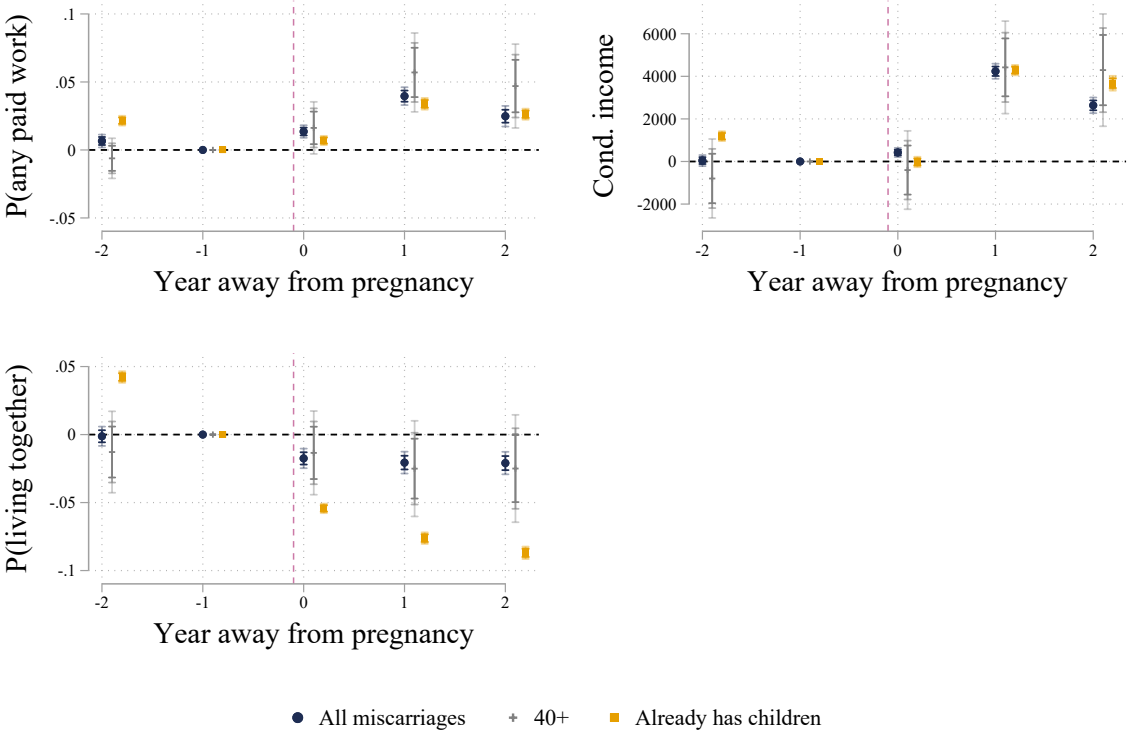 P(any paid work)
.1
.05
0
-.05
-2 -1 0 1 2
Year away from pregnancy
Cond. income
6000
4000
2000
0
-2000
-2 -1 0 1 2
Year away from pregnancy
P(living together)
.05
0
-.05
-.1
-2 -1 0 1 2
Year away from pregnancy
All miscarriages 40+ Already has children